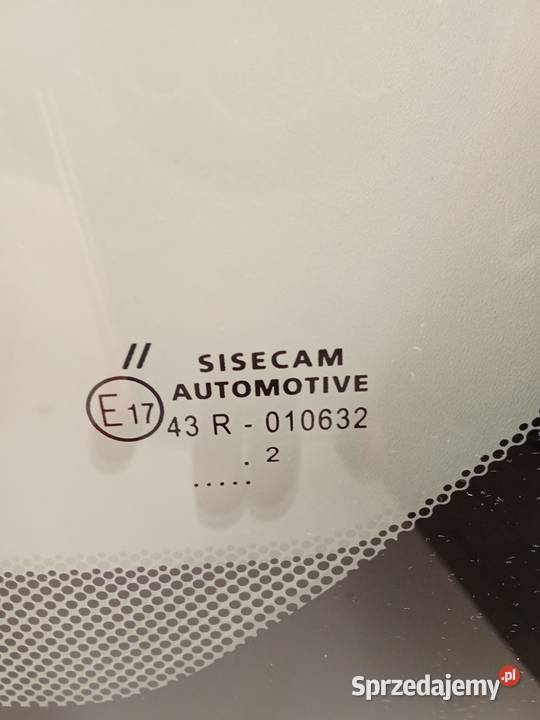 // SISECAM
AUTOMOTIVE
E17 43 R - 010632
. 2
.....
Sprzedajemy.pl